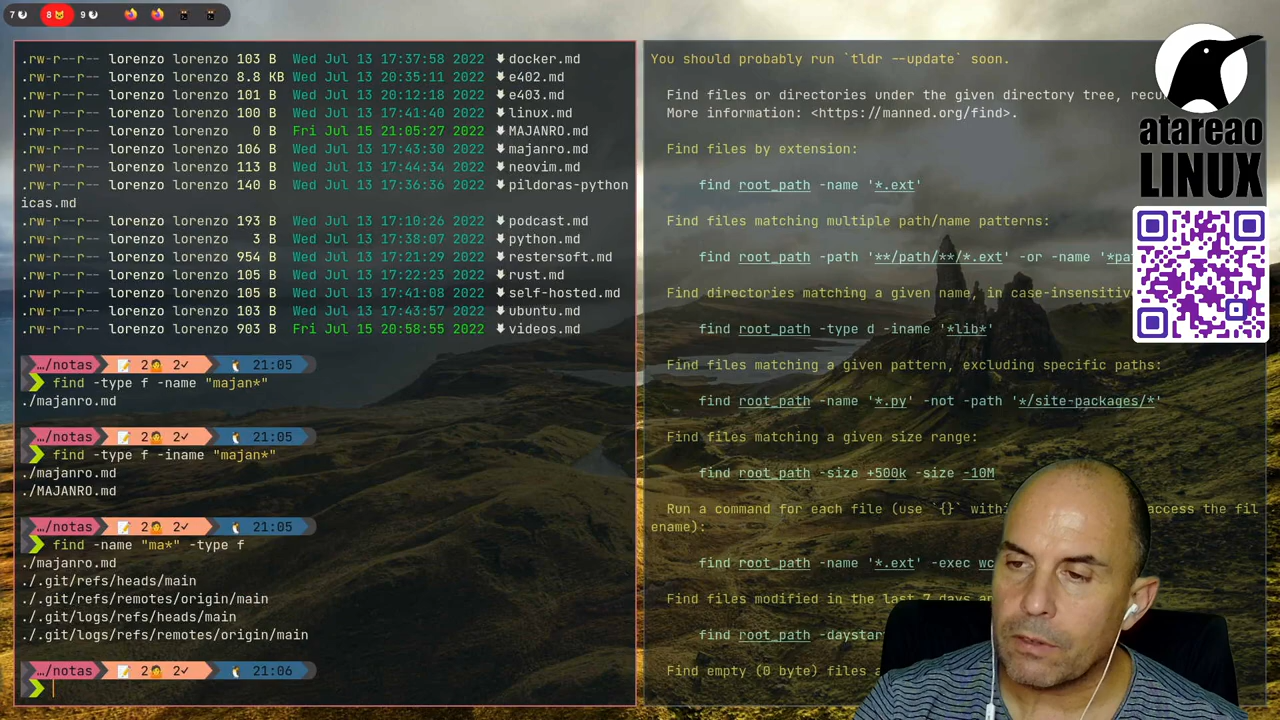 7 8 9
.rw-r--r-- lorenzo lorenzo 103 B Wed Jul 13 17:37:58 2022 docker.md
.rw-r--r-- lorenzo lorenzo 8.8 KB Wed Jul 13 20:35:11 2022 e402.md
.rw-r--r-- lorenzo lorenzo 101 B Wed Jul 13 20:12:18 2022 e403.md
.rw-r--r-- lorenzo lorenzo 100 B Wed Jul 13 17:41:40 2022 linux.md
.rw-r--r-- lorenzo lorenzo 0 B Fri Jul 15 21:05:27 2022 MAJANRO.md
.rw-r--r-- lorenzo lorenzo 106 B Wed Jul 13 17:43:30 2022 majanro.md
.rw-r--r-- lorenzo lorenzo 113 B Wed Jul 13 17:44:34 2022 neovim.md
.rw-r--r-- lorenzo lorenzo 140 B Wed Jul 13 17:36:36 2022 pildoras-python
icas.md
.rw-r--r-- lorenzo lorenzo 193 B Wed Jul 13 17:10:26 2022 podcast.md
.rw-r--r-- lorenzo lorenzo 3 B Wed Jul 13 17:38:07 2022 python.md
.rw-r--r-- lorenzo lorenzo 954 B Wed Jul 13 17:21:29 2022 restersoft.md
.rw-r--r-- lorenzo lorenzo 105 B Wed Jul 13 17:22:23 2022 rust.md
.rw-r--r-- lorenzo lorenzo 105 B Wed Jul 13 17:41:08 2022 self-hosted.md
.rw-r--r-- lorenzo lorenzo 103 B Wed Jul 13 17:43:57 2022 ubuntu.md
.rw-r--r-- lorenzo lorenzo 903 B Fri Jul 15 20:58:55 2022 videos.md
…/notas 📝 2🤷 2✓ 21:05
find -type f -name "majan*"
./majanro.md
…/notas 📝 2🤷 2✓ 21:05
find -type f -iname "majan*"
./majanro.md
./MAJANRO.md
…/notas 📝 2🤷 2✓ 21:05
find -name "ma*" -type f
./majanro.md
./.git/refs/heads/main
./.git/refs/remotes/origin/main
./.git/logs/refs/heads/main
./.git/logs/refs/remotes/origin/main
…/notas 📝 2🤷 2✓ 21:06
You should probably run `tldr --update` soon.
Find files or directories under the given directory tree,
More information: <https://manned.org/find>.
Find files by extension:
find root_path -name '*.ext'
Find files matching multiple path/name patterns:
find root_path -path '**/path/**/*.ext' -or -name
Find directories matching a given name, in
find root_path -type d -iname '*lib*'
Find files matching a given pattern, excluding specific paths:
find root_path -name '*.py' -not -path '*/site-packages/*'
Find files matching a given size range:
find root_path -size +500k -size -10M
Run a command for each file (use `{}` access the fil
ename):
find root_path -name '*.ext' -exec
Find files modified in the last 7 days
find root_path
Find empty (0 byte) files
atareao
LINUX